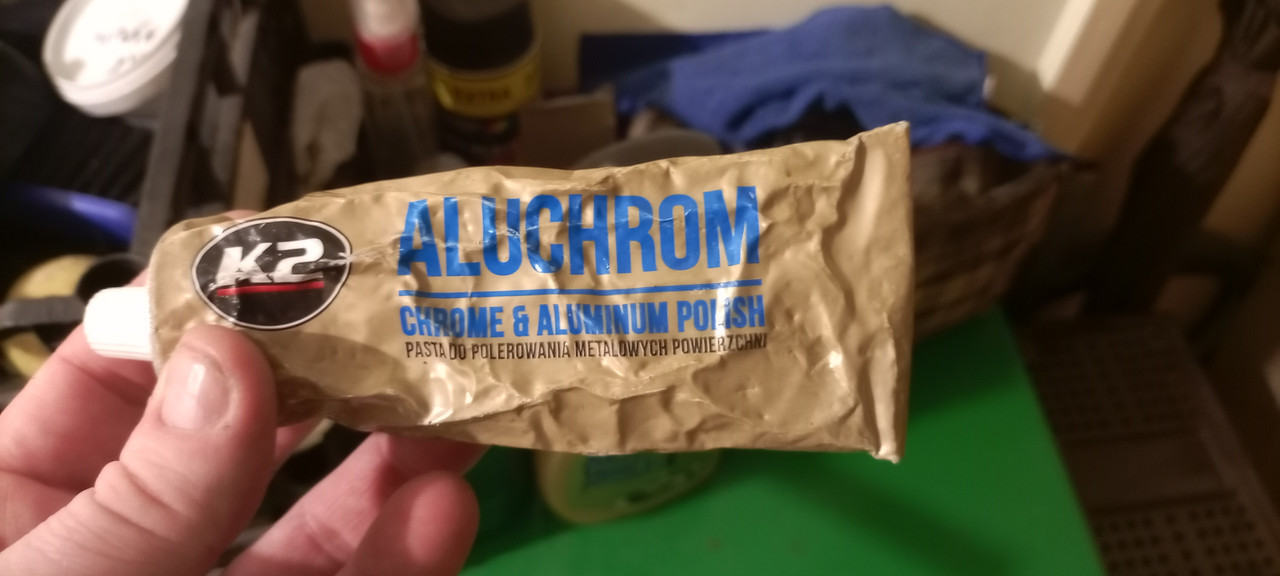 K2
ALUCHROM
CHROME & ALUMINUM POLISH
PASTA DO POLEROWANIA METALOWYCH POWIERZCHNI